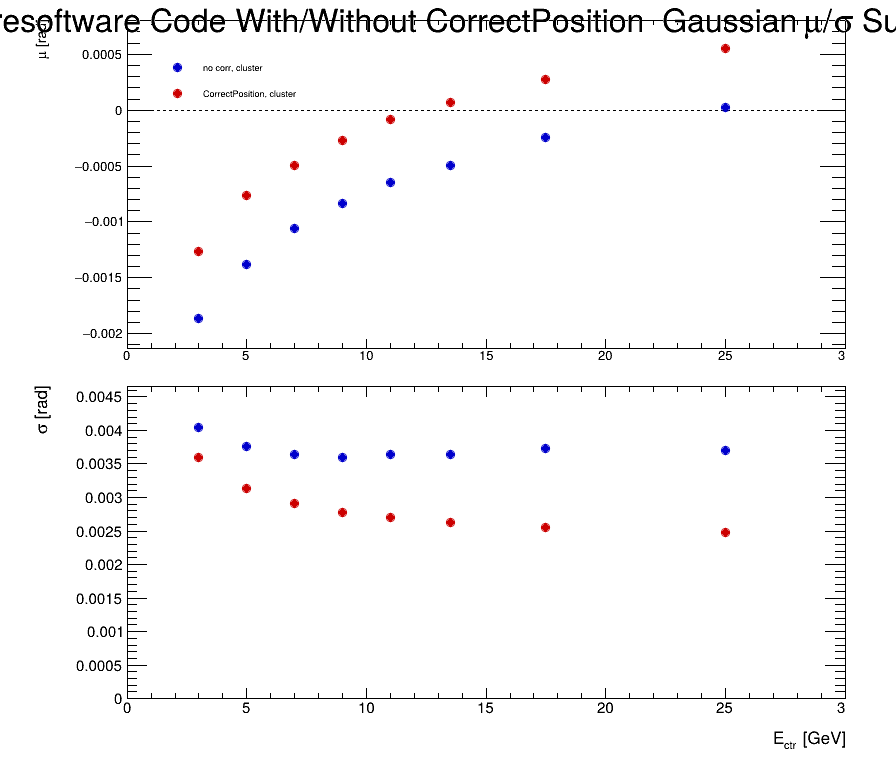 resoftware Code With/Without CorrectPosition Gaussian μ/σ Su
μ [rad]
0.0005
0
−0.0005
−0.001
−0.0015
−0.002
no corr, cluster
CorrectPosition, cluster
0 5 10 15 20 25 3
σ [rad]
0.0045
0.004
0.0035
0.003
0.0025
0.002
0.0015
0.001
0.0005
0
0 5 10 15 20 25 3
Ectr [GeV]